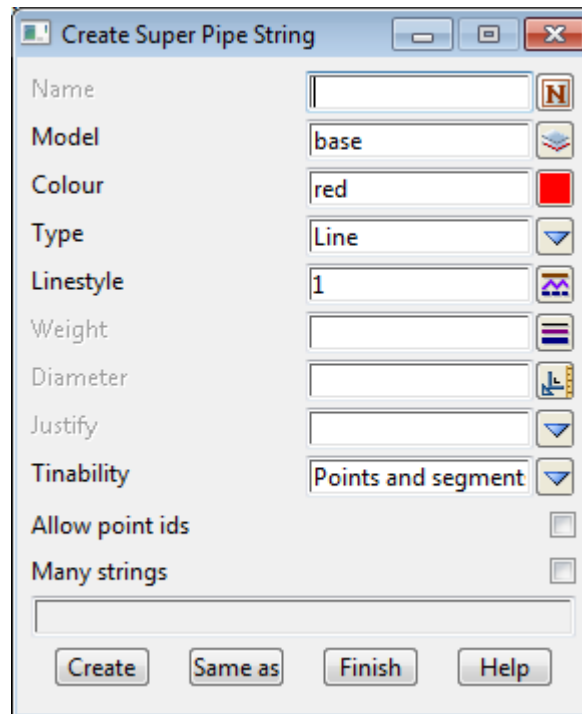 Create Super Pipe String
Name N
Model base
Colour red
Type Line
Linestyle 1
Weight
Diameter
Justify
Tinability Points and segment
Allow point ids
Many strings
Create Same as Finish Help